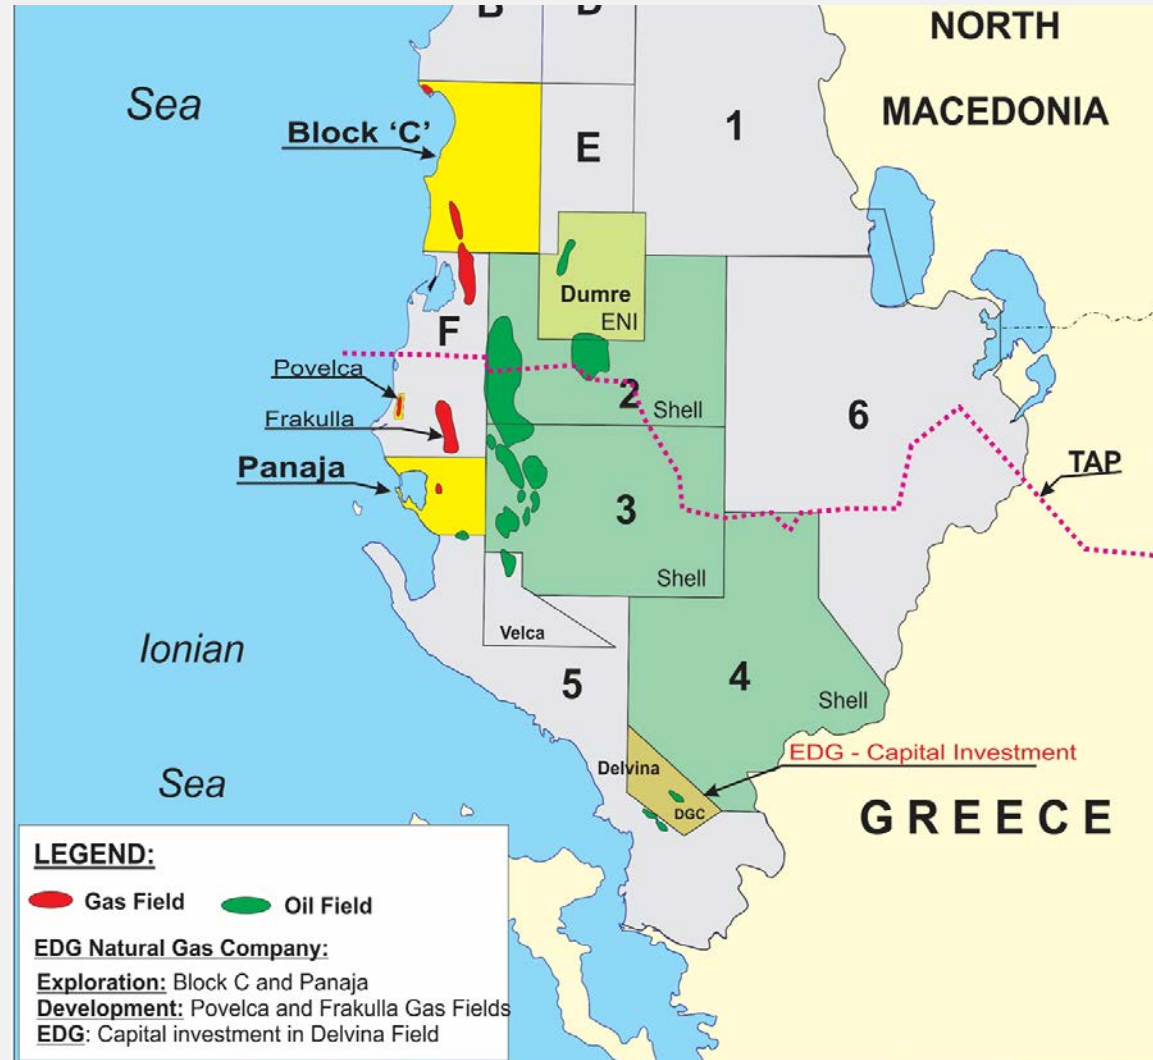 B
D
NORTH
MACEDONIA
Sea
Block ‘C’
1
E
Dumre
ENI
F
Povelca
2
Shell
6
Frakulla
Panaja
TAP
3
Shell
Velca
Ionian
5
4
Shell
EDG - Capital Investment
Delvina
Sea
DGC
GREECE
LEGEND:
Gas Field Oil Field
EDG Natural Gas Company:
Exploration: Block C and Panaja
Development: Povelca and Frakulla Gas Fields
EDG: Capital investment in Delvina Field